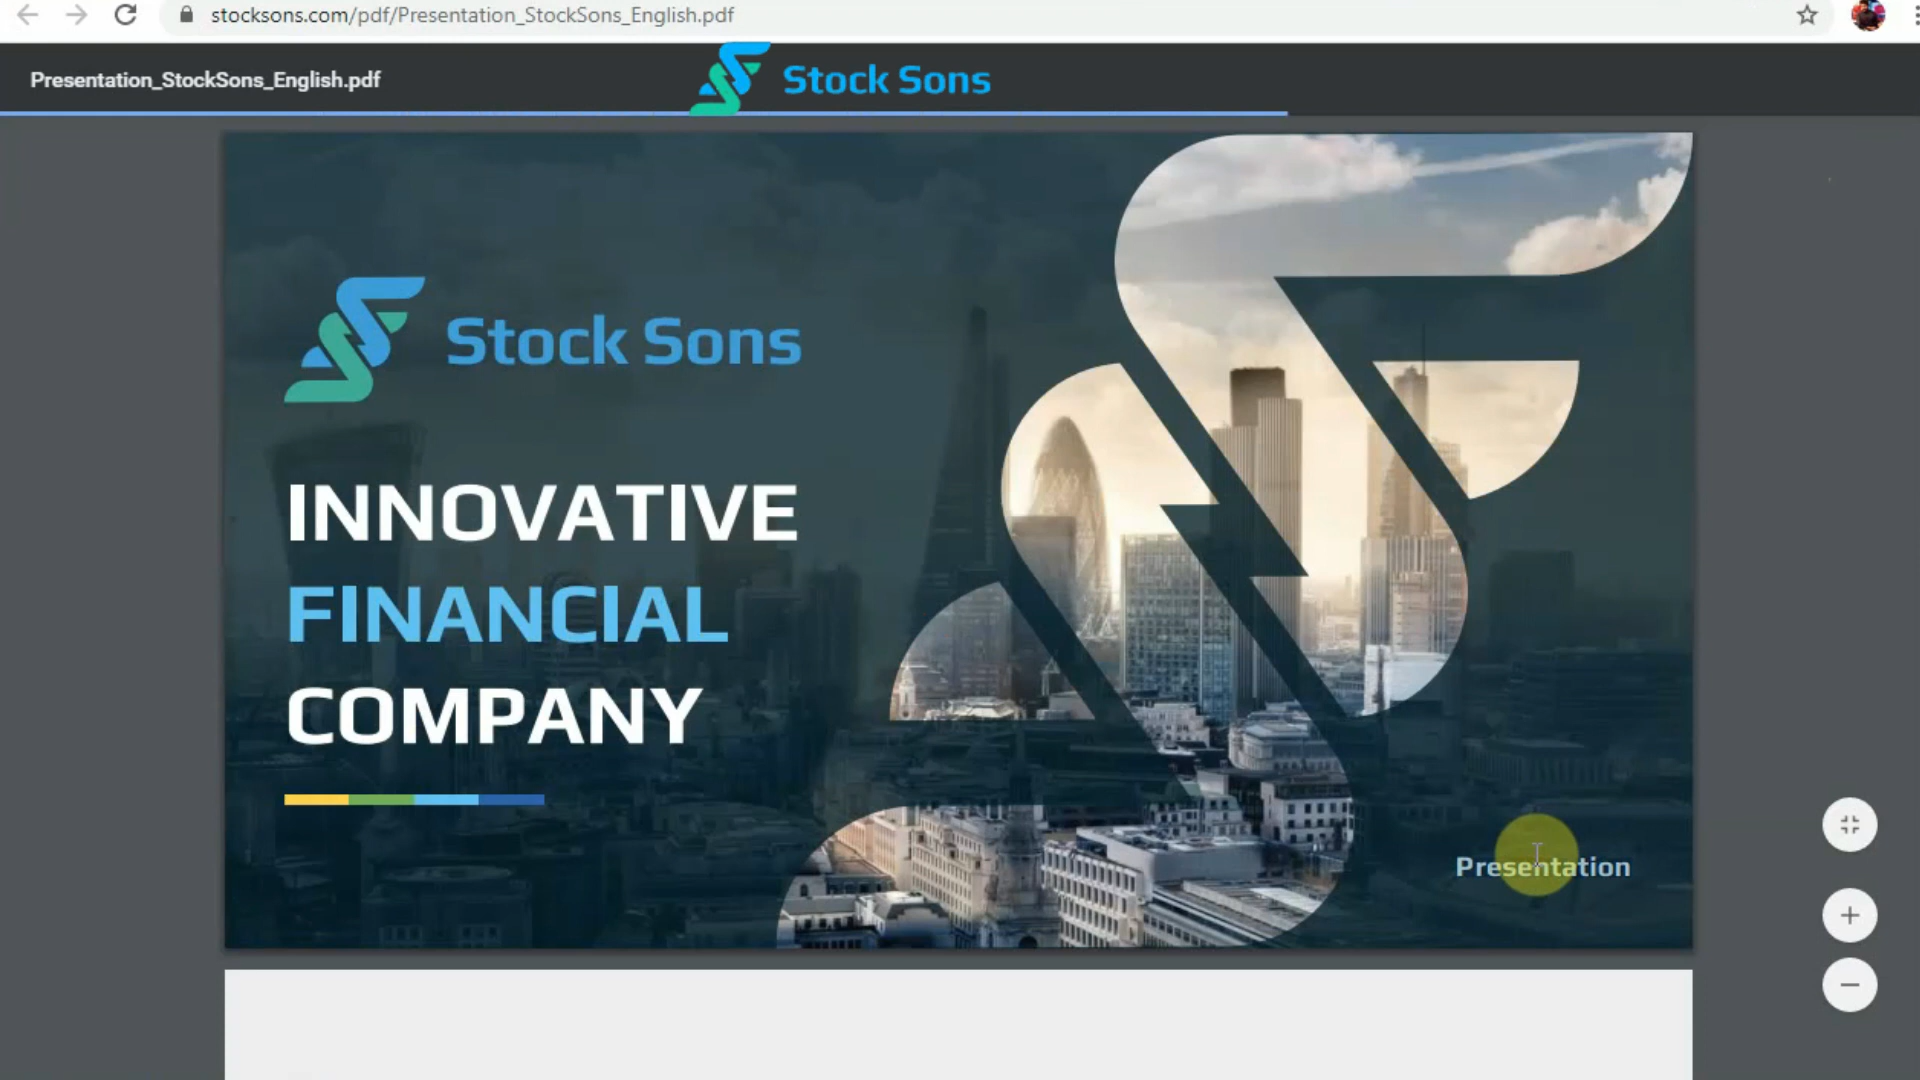 stocksons.com/pdf/Presentation_StockSons_English.pdf
Presentation_StockSons_English.pdf
Stock Sons
Stock Sons
INNOVATIVE
FINANCIAL
COMPANY
Presentation